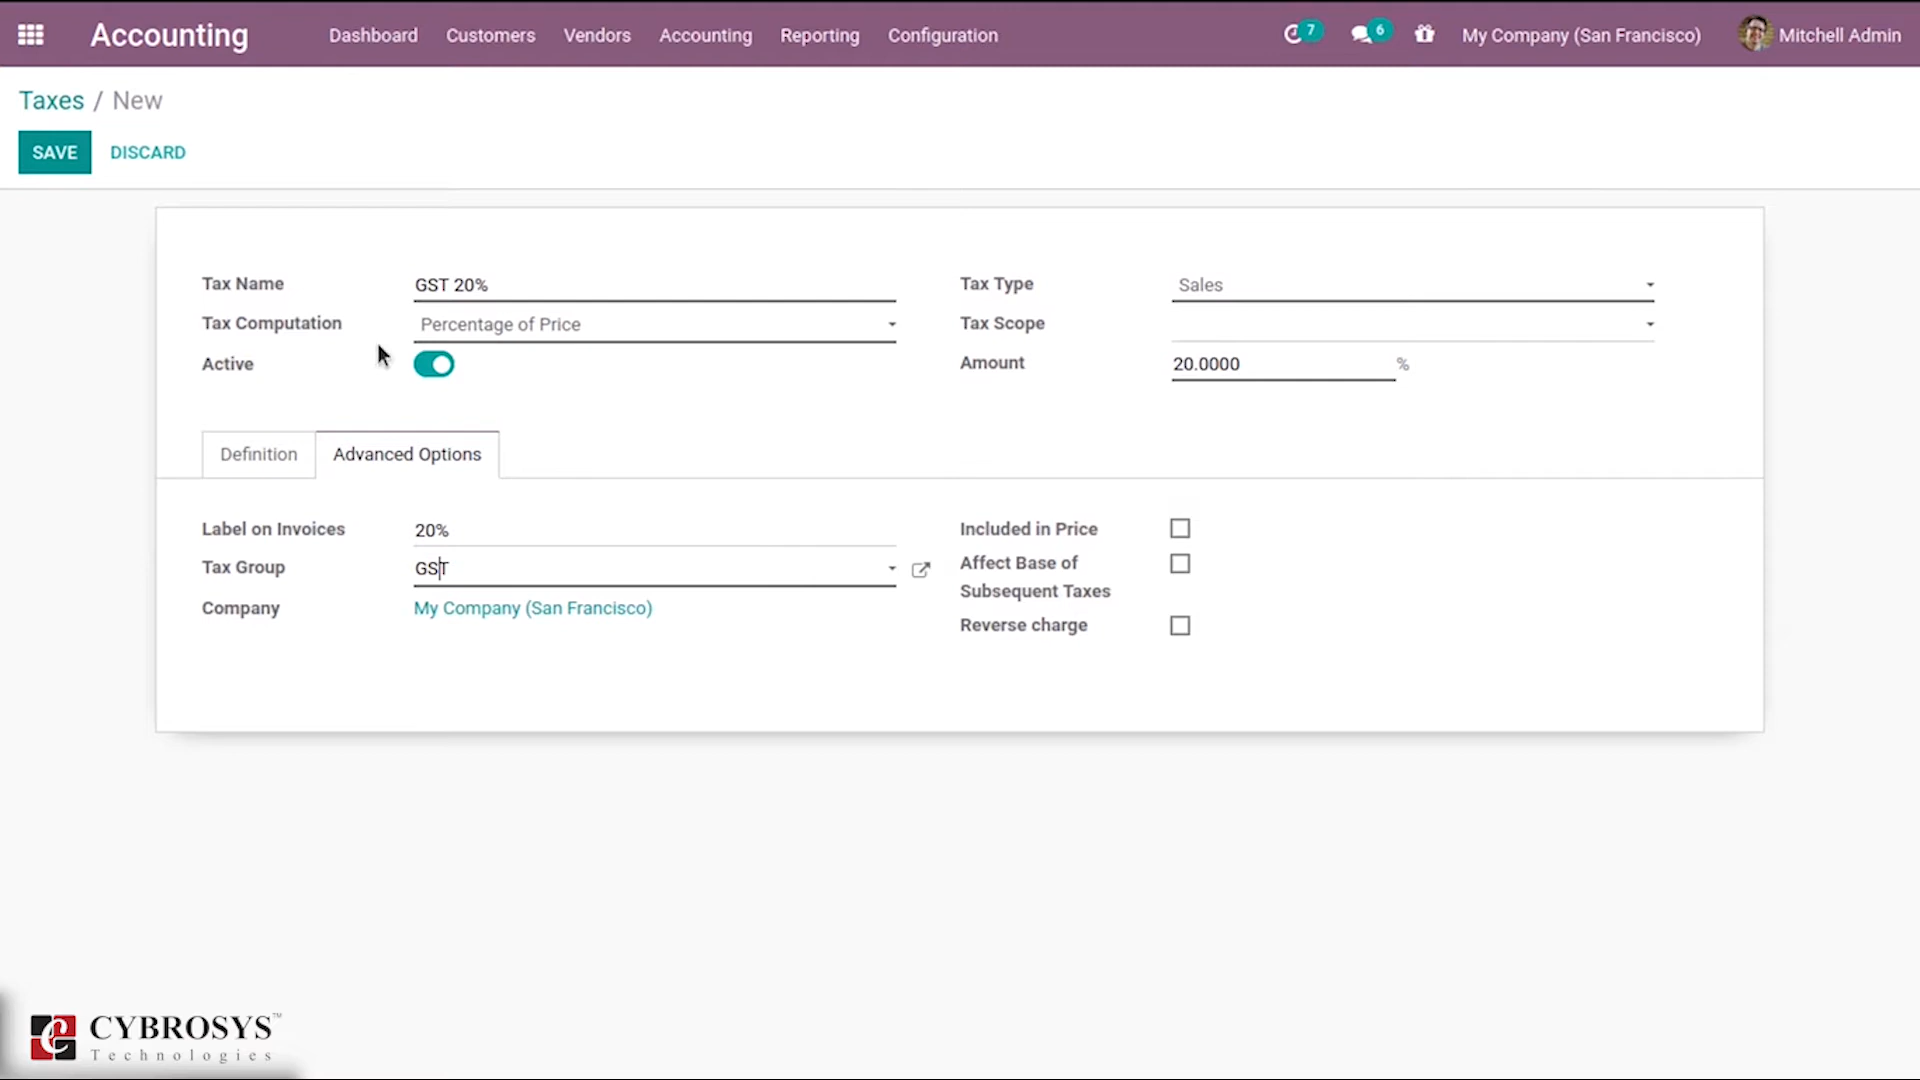 Accounting Dashboard Customers Vendors Accounting Reporting Configuration 7 6 My Company (San Francisco) Mitchell Admin
Taxes / New
SAVE DISCARD
Tax Name GST 20% Tax Type Sales
Tax Computation Percentage of Price Tax Scope
Active Amount 20.0000 %
Definition Advanced Options
Label on Invoices 20% Included in Price
Tax Group GST Affect Base of
Subsequent Taxes
Company My Company (San Francisco)
Reverse charge
CYBROSYS™
Technologies